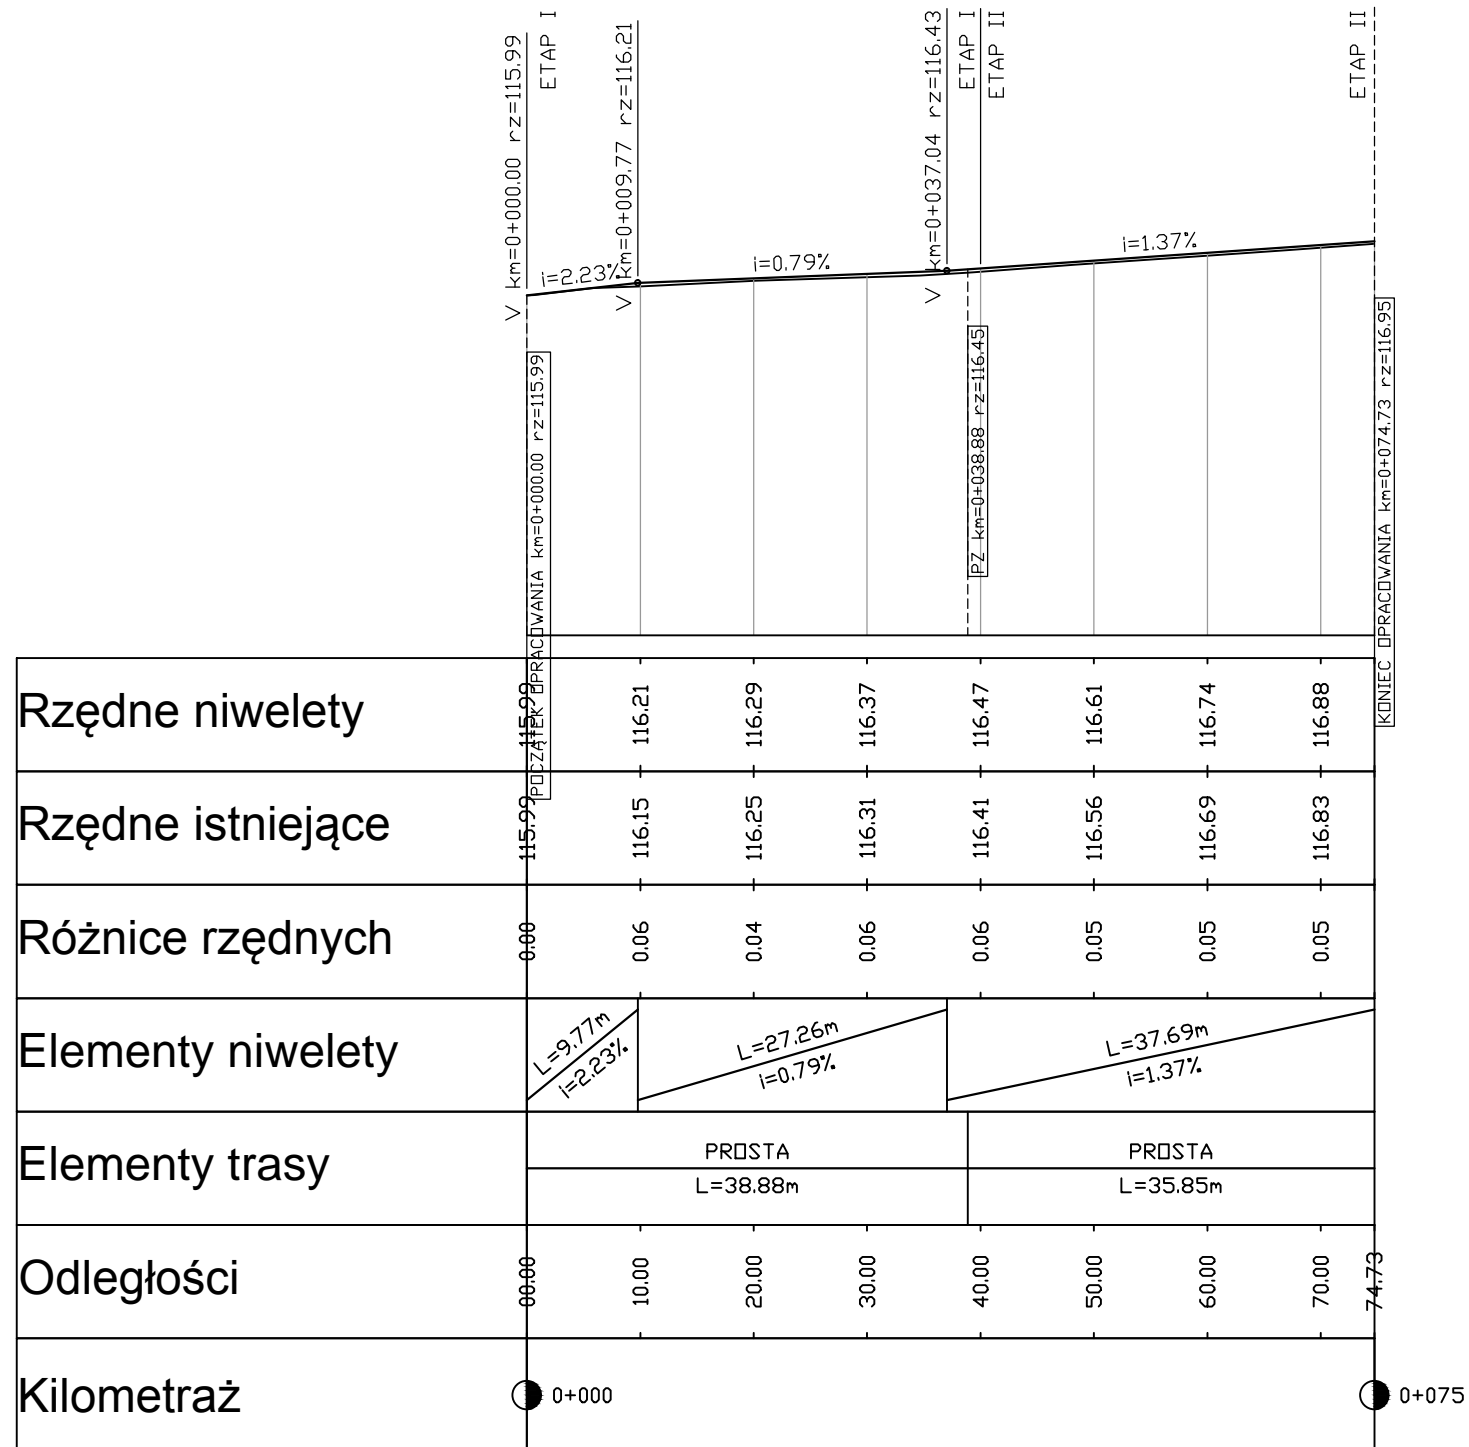 V km=0+000.00 rz=115.99
ETAP I
V km=0+009.77 rz=116.21
V km=0+037.04 rz=116.43
ETAP I
ETAP II
ETAP II
i=2.23%
i=0.79%
i=1.37%
POCZĄTEK OPRACOWANIA km=0+000.00 rz=115.99
PZ km=0+038.88 rz=116.45
KONIEC OPRACOWANIA km=0+074.73 rz=116.95
Rzędne niwelety
115.99 116.21 116.29 116.37 116.47 116.61 116.74 116.88
Rzędne istniejące
115.99 116.15 116.25 116.31 116.41 116.56 116.69 116.83
Różnice rzędnych
0.00 0.06 0.04 0.06 0.06 0.05 0.05 0.05
Elementy niwelety
L=9.77m
i=2.23%
L=27.26m
i=0.79%
L=37.69m
i=1.37%
Elementy trasy
PROSTA
L=38.88m
PROSTA
L=35.85m
Odległości
00.00 10.00 20.00 30.00 40.00 50.00 60.00 70.00 74.73
Kilometraż
0+000
0+075